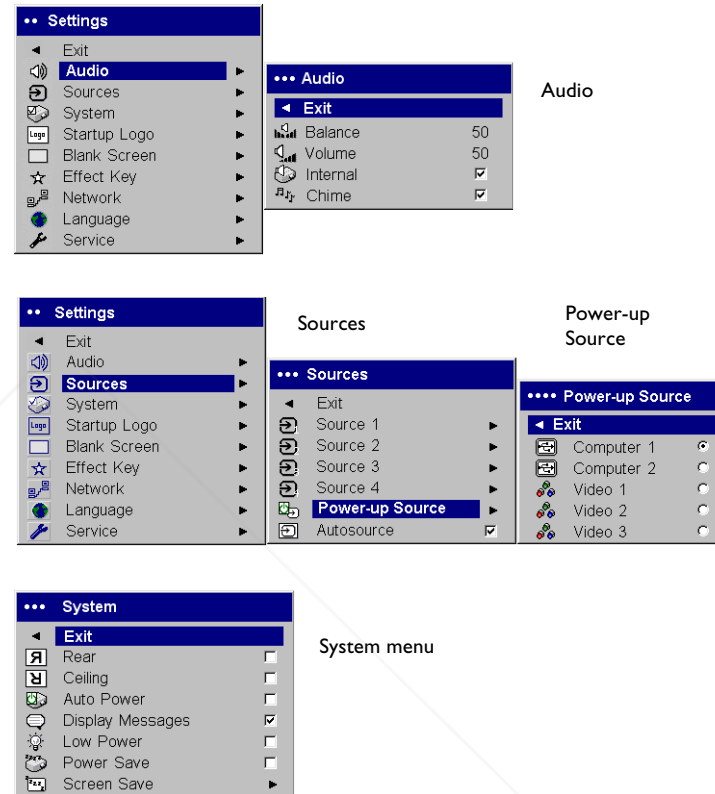 •• Settings
Exit
Audio
Sources
System
Logo Startup Logo
Blank Screen
Effect Key
Network
Language
Service
••• Audio
Exit
Balance 50
Volume 50
Internal
Chime
Audio
•• Settings
Exit
Audio
Sources
System
Logo Startup Logo
Blank Screen
Effect Key
Network
Language
Service
Sources
••• Sources
Exit
Source 1
Source 2
Source 3
Source 4
Power-up Source
Autosource
Power-up
Source
•••• Power-up Source
Exit
Computer 1
Computer 2
Video 1
Video 2
Video 3
••• System
Exit
Rear
Ceiling
Auto Power
Display Messages
Low Power
Power Save
Screen Save
System menu